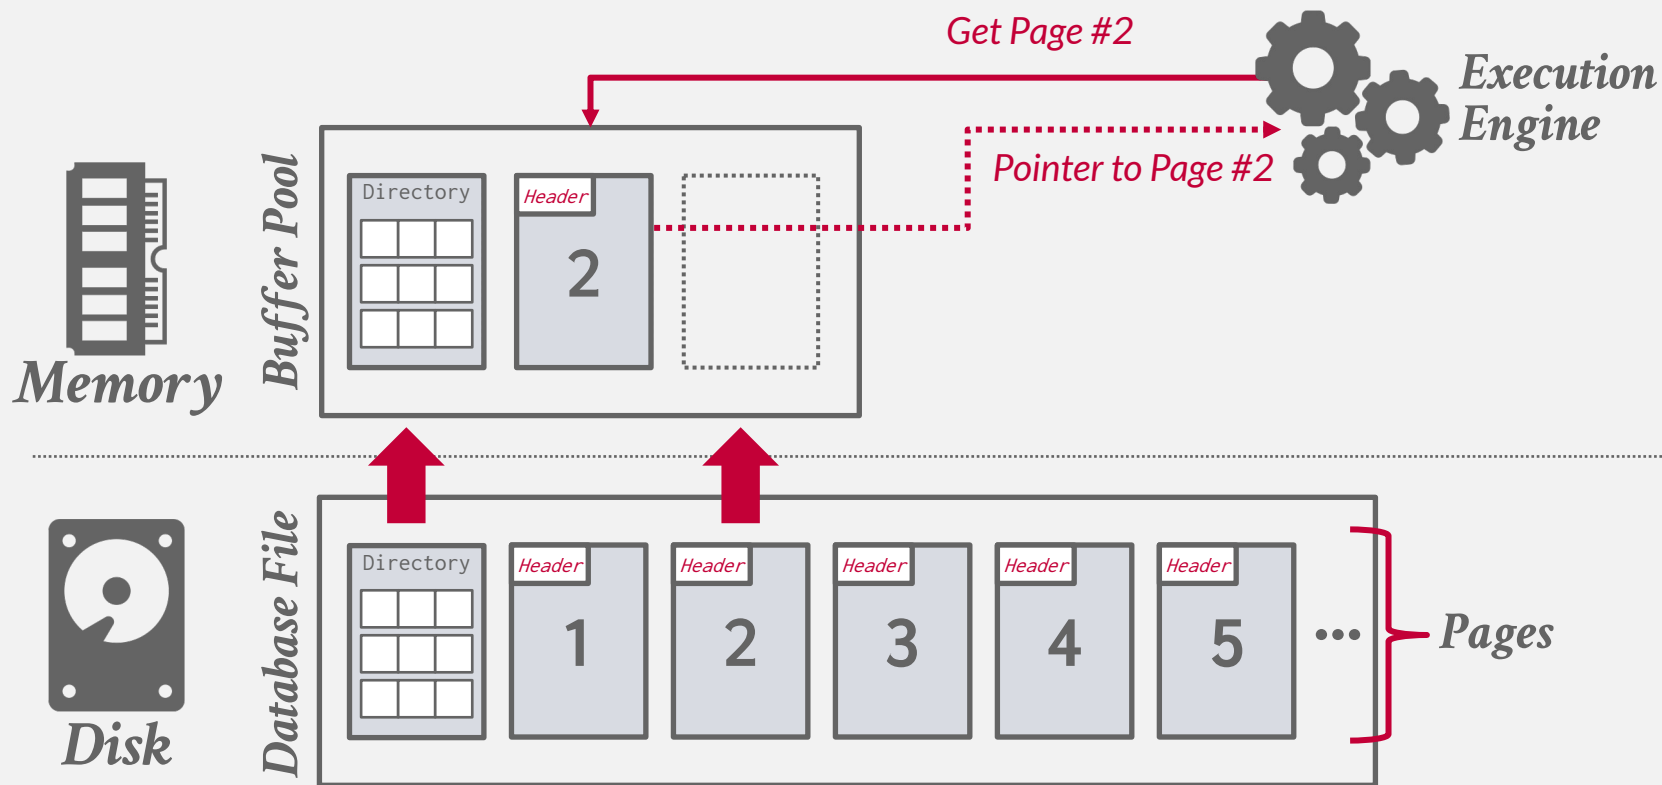 Get Page #2
Execution
Engine
Pointer to Page #2
Memory
Buffer Pool
Directory
Header
2
Disk
Database File
Directory
Header
1
Header
2
Header
3
Header
4
Header
5
...
Pages